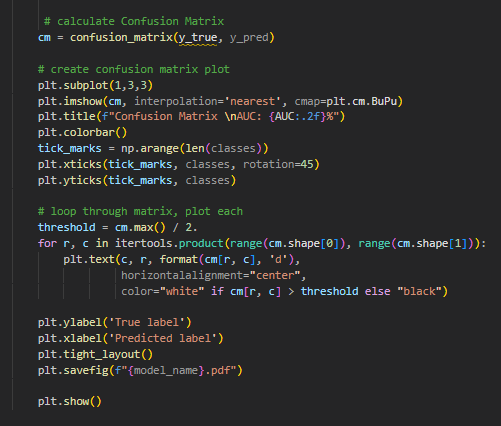 # calculate Confusion Matrix
cm = confusion_matrix(y_true, y_pred)
# create confusion matrix plot
plt.subplot(1,3,3)
plt.imshow(cm, interpolation='nearest', cmap=plt.cm.BuPu)
plt.title(f"Confusion Matrix \nAUC: {AUC:.2f}%")
plt.colorbar()
tick_marks = np.arange(len(classes))
plt.xticks(tick_marks, classes, rotation=45)
plt.yticks(tick_marks, classes)
# loop through matrix, plot each
threshold = cm.max() / 2.
for r, c in itertools.product(range(cm.shape[0]), range(cm.shape[1])):
plt.text(c, r, format(cm[r, c], 'd'),
horizontalalignment="center",
color="white" if cm[r, c] > threshold else "black")
plt.ylabel('True label')
plt.xlabel('Predicted label')
plt.tight_layout()
plt.savefig(f"{model_name}.pdf")
plt.show()